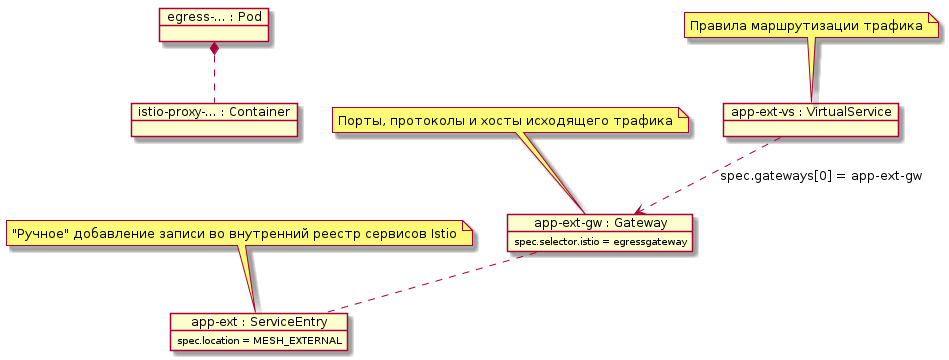 egress-... : Pod
Правила маршрутизации трафика
istio-proxy-... : Container
app-ext-vs : VirtualService
Порты, протоколы и хосты исходящего трафика
spec.gateways[0] = app-ext-gw
app-ext-gw : Gateway
spec.selector.istio = egressgateway
"Ручное" добавление записи во внутренний реестр сервисов Istio
app-ext : ServiceEntry
spec.location = MESH_EXTERNAL